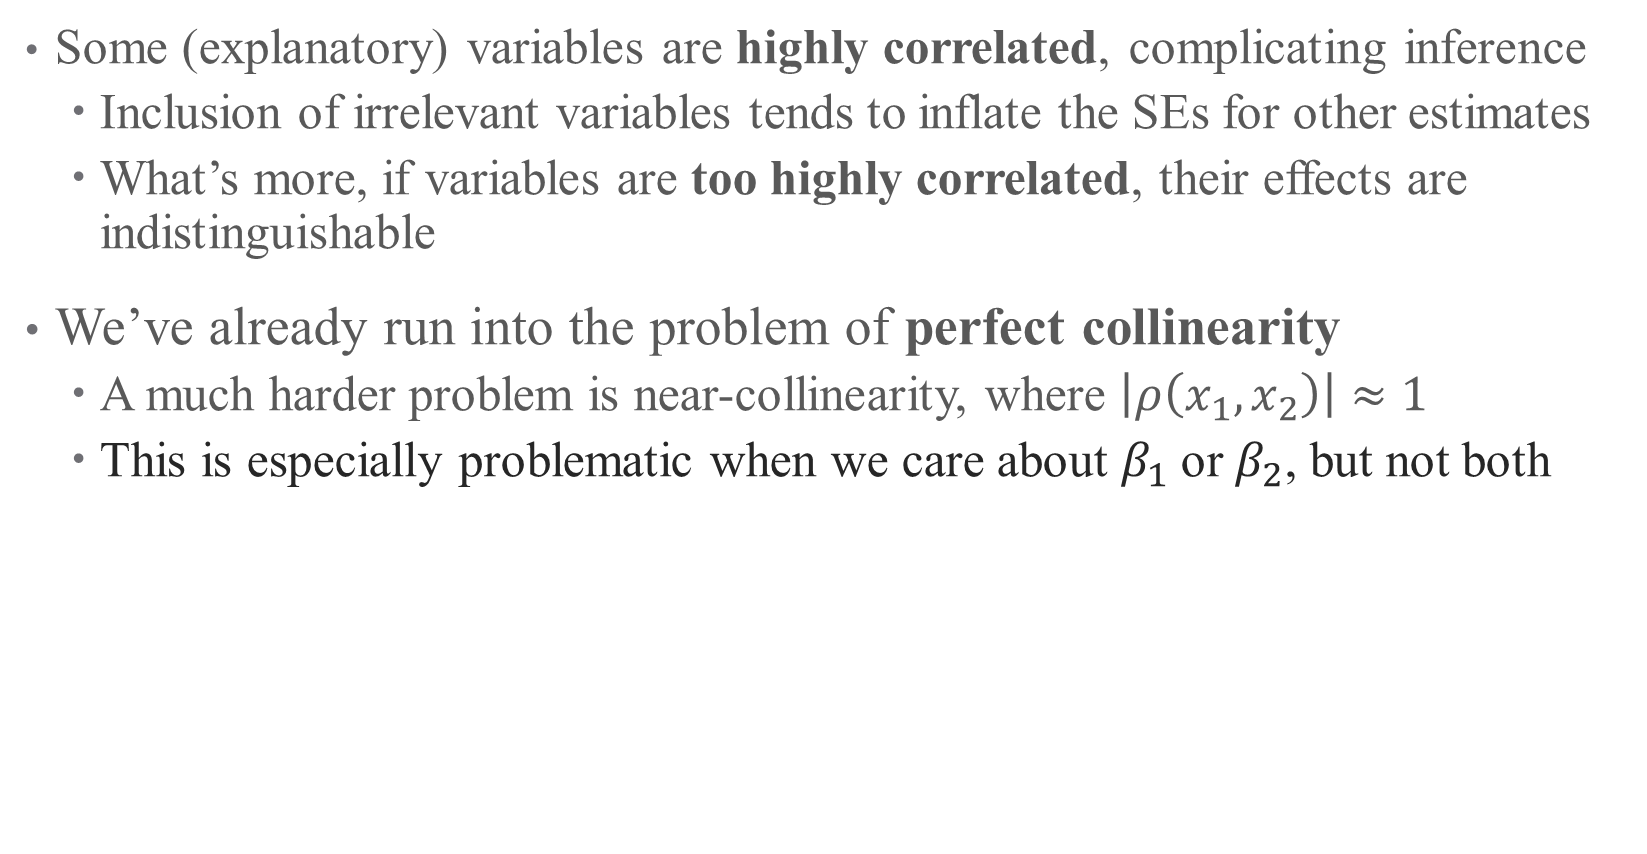 • Some (explanatory) variables are highly correlated, complicating inference
• Inclusion of irrelevant variables tends to inflate the SEs for other estimates
• What’s more, if variables are too highly correlated, their effects are
indistinguishable
• We’ve already run into the problem of perfect collinearity
• A much harder problem is near-collinearity, where |𝜌(𝑥₁, 𝑥₂)| ≈ 1
• This is especially problematic when we care about 𝛽₁ or 𝛽₂, but not both